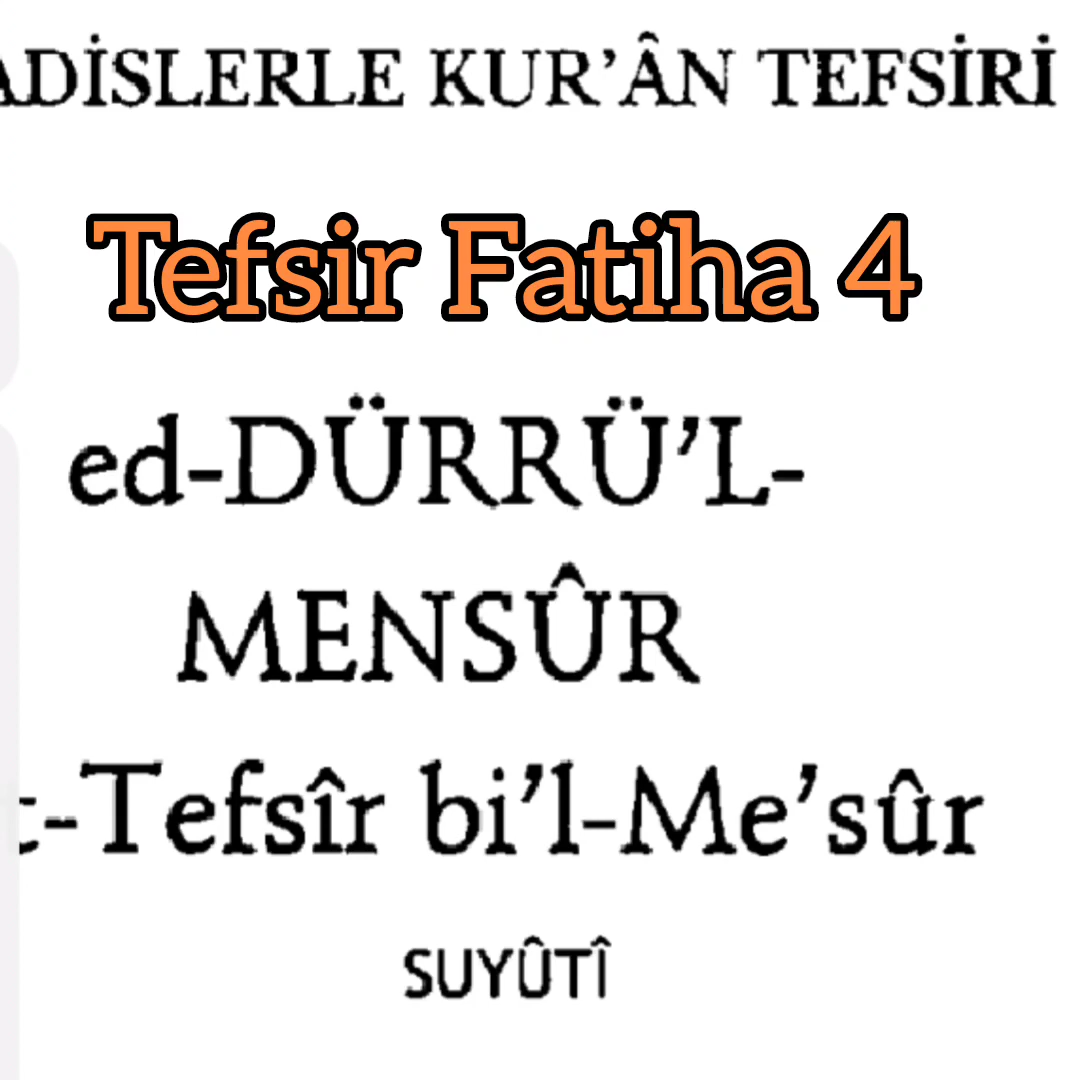 ADİSLERLE KUR’ÂN TEFSİRİ
Tefsir Fatiha 4
ed-DÜRRÜ’L-
MENSÛR
t-Tefsîr bi’l-Me’sûr
SUYÛTÎ